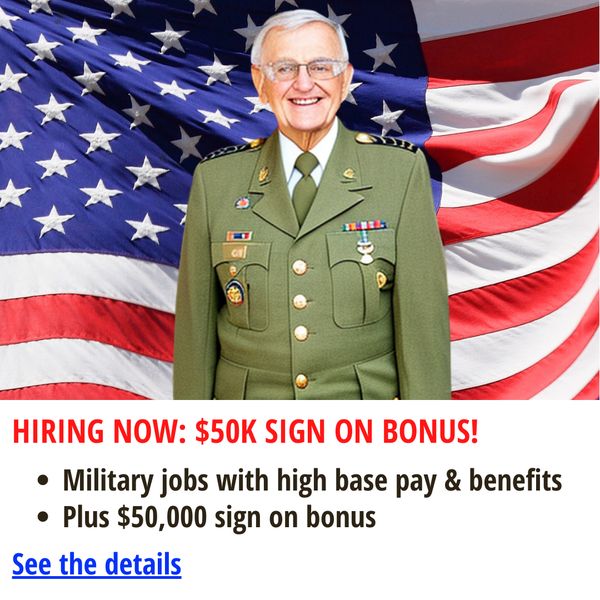 HIRING NOW: $50K SIGN ON BONUS!
• Military jobs with high base pay & benefits
• Plus $50,000 sign on bonus
See the details